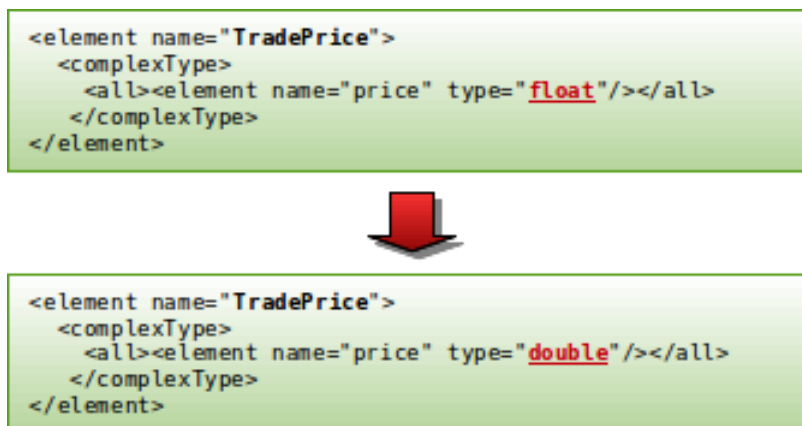 <element name="TradePrice">
<complexType>
<all><element name="price" type="float"/></all>
</complexType>
</element>
<element name="TradePrice">
<complexType>
<all><element name="price" type="double"/></all>
</complexType>
</element>